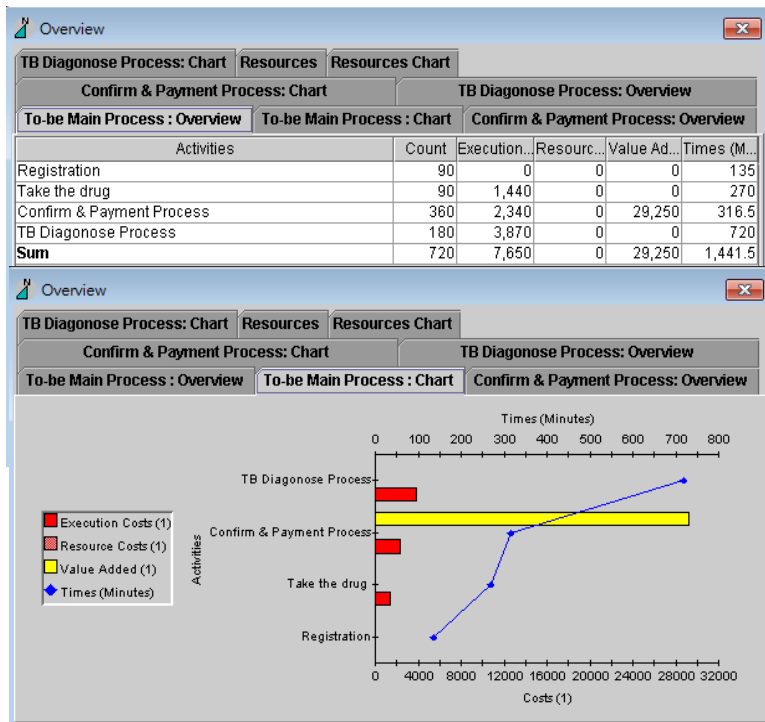 Overview
TB Diagonose Process: Chart Resources Resources Chart
Confirm & Payment Process: Chart TB Diagonose Process: Overview
To-be Main Process : Overview To-be Main Process : Chart Confirm & Payment Process: Overview
Activities Count Execution... Resourc... Value Ad... Times (M...
Registration 90 0 0 0 135
Take the drug 90 1,440 0 0 270
Confirm & Payment Process 360 2,340 0 29,250 316.5
TB Diagonose Process 180 3,870 0 0 720
Sum 720 7,650 0 29,250 1,441.5
Overview
TB Diagonose Process: Chart Resources Resources Chart
Confirm & Payment Process: Chart TB Diagonose Process: Overview
To-be Main Process : Overview To-be Main Process : Chart Confirm & Payment Process: Overview
Times (Minutes)
0 100 200 300 400 500 600 700 800
TB Diagonose Process
Execution Costs (1)
Resource Costs (1)
Value Added (1)
Times (Minutes)
Activities
Confirm & Payment Process
Take the drug
Registration
0 4000 8000 12000 16000 20000 24000 28000 32000
Costs (1)
N
N